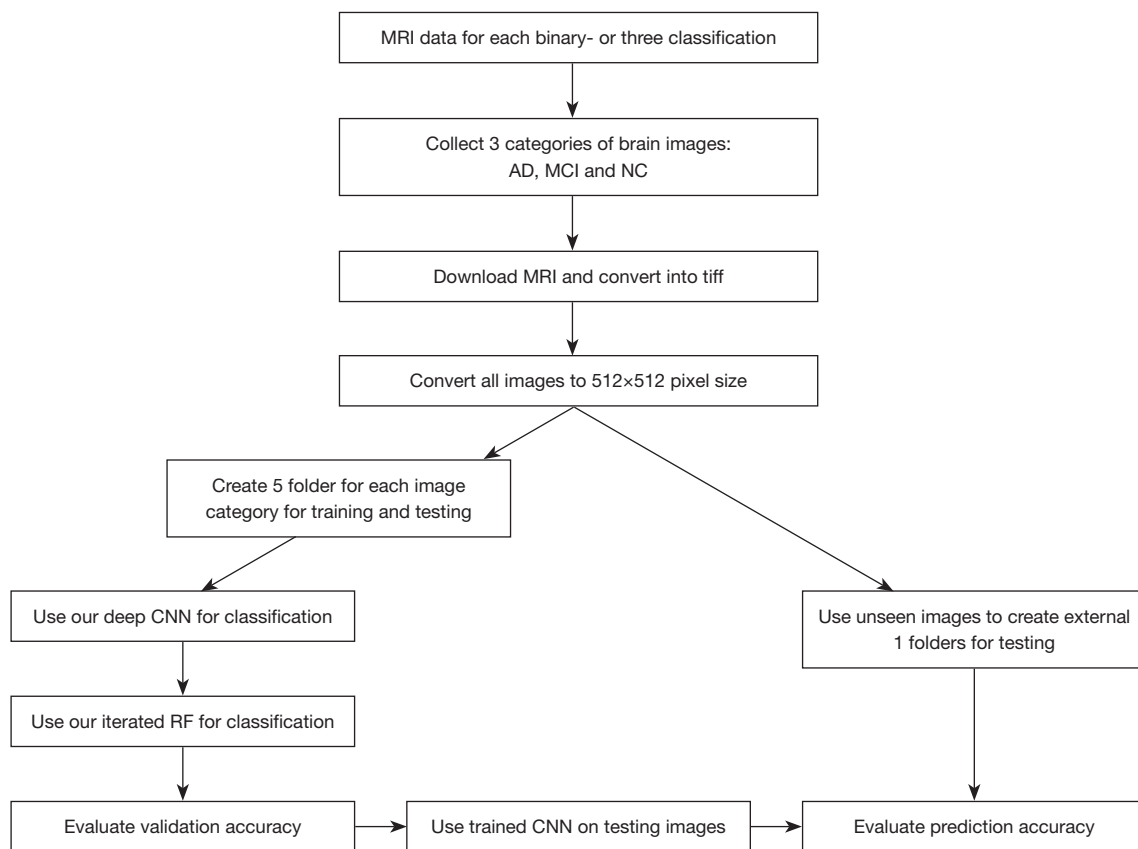 MRI data for each binary- or three classification
Collect 3 categories of brain images:
AD, MCI and NC
Download MRI and convert into tiff
Convert all images to 512×512 pixel size
Create 5 folder for each image
category for training and testing
Use our deep CNN for classification
Use unseen images to create external
1 folders for testing
Use our iterated RF for classification
Evaluate validation accuracy
Use trained CNN on testing images
Evaluate prediction accuracy